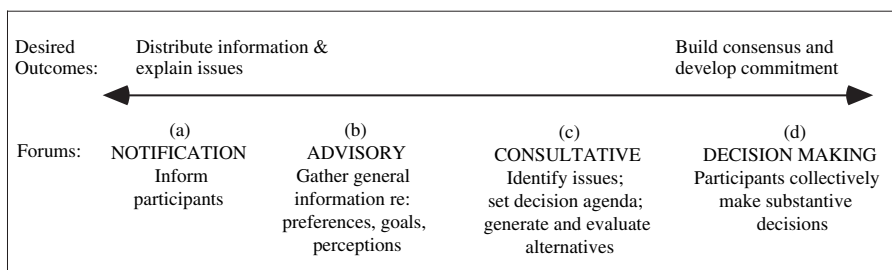 Desired Outcomes:
Distribute information &
explain issues
Build consensus and
develop commitment
Forums:
(a)
NOTIFICATION
Inform
participants
(b)
ADVISORY
Gather general
information re:
preferences, goals,
perceptions
(c)
CONSULTATIVE
Identify issues;
set decision agenda;
generate and evaluate
alternatives
(d)
DECISION MAKING
Participants collectively
make substantive
decisions